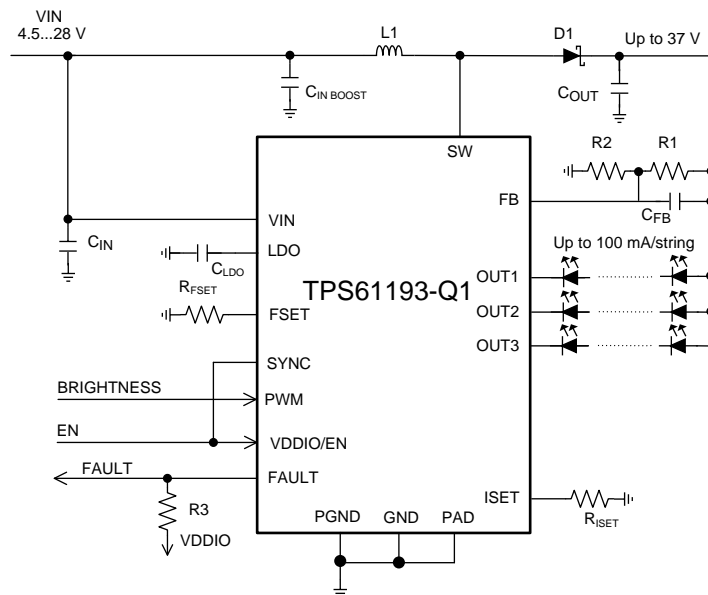 VIN
4.5...28 V
L1
D1
Up to 37 V
CIN BOOST
COUT
SW
R2
R1
FB
CFB
VIN
CIN
LDO
CLDO
Up to 100 mA/string
RFSET
TPS61193-Q1
OUT1
FSET
OUT2
OUT3
SYNC
BRIGHTNESS
PWM
EN
VDDIO/EN
FAULT
FAULT
ISET
R3
RISET
PGND
GND
PAD
VDDIO